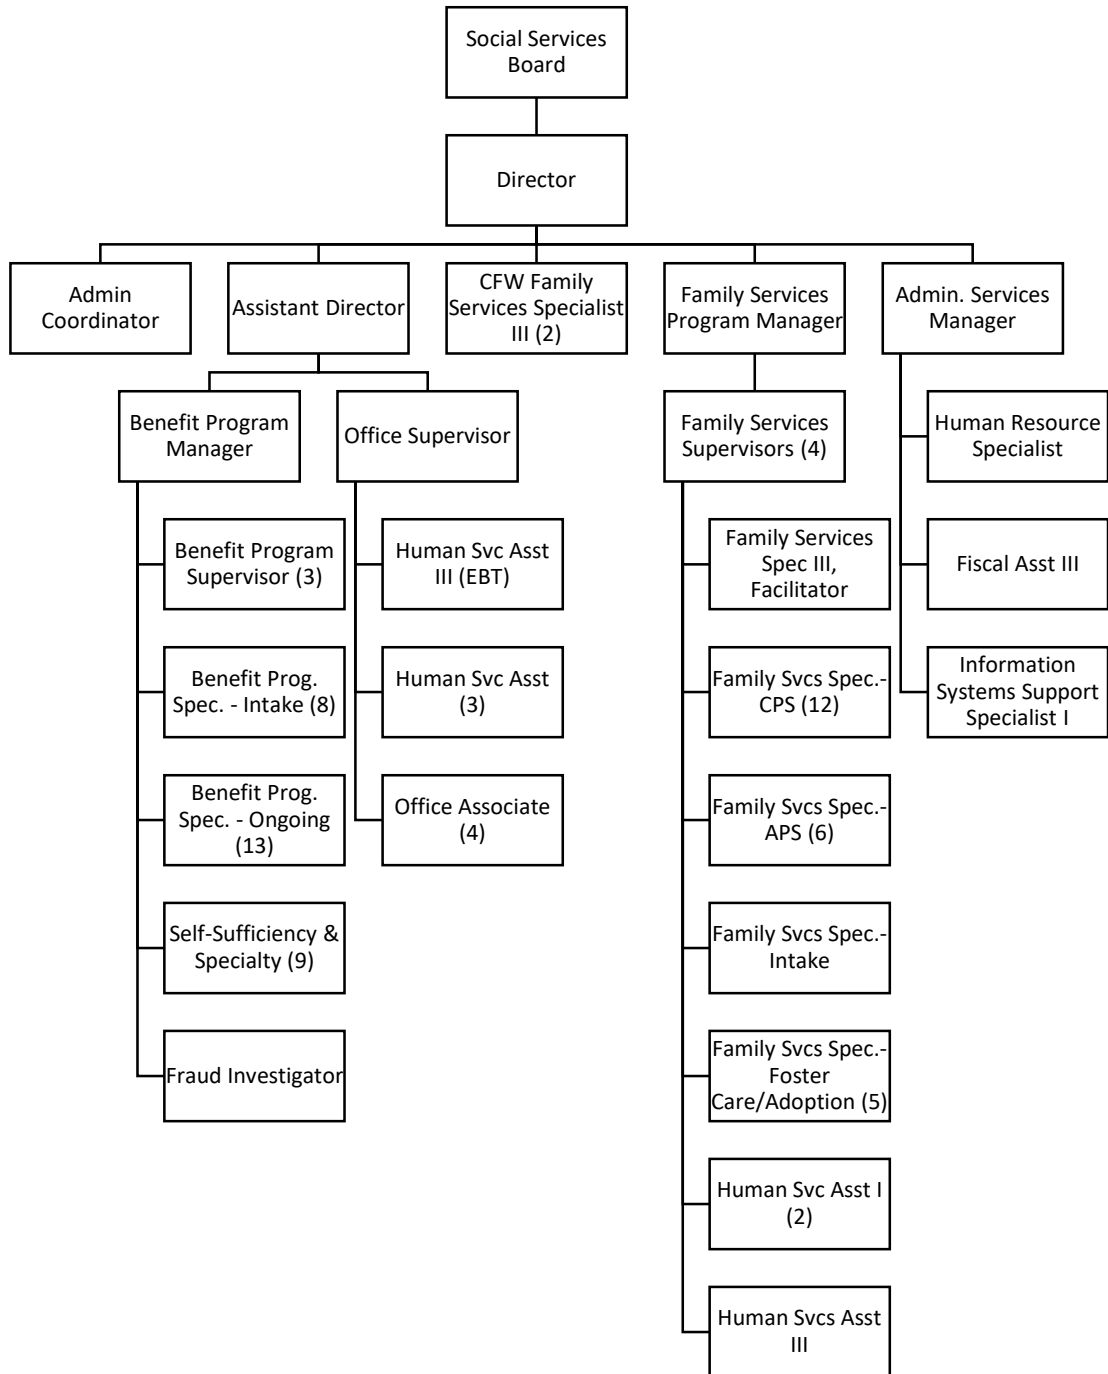 Social Services
Board
Director
Admin
Coordinator
Assistant Director
CFW Family
Services Specialist
III (2)
Family Services
Program Manager
Admin. Services
Manager
Benefit Program
Manager
Office Supervisor
Family Services
Supervisors (4)
Human Resource
Specialist
Benefit Program
Supervisor (3)
Human Svc Asst
III (EBT)
Family Services
Spec III,
Facilitator
Fiscal Asst III
Benefit Prog.
Spec. - Intake (8)
Human Svc Asst
(3)
Family Svcs Spec.-
CPS (12)
Information
Systems Support
Specialist I
Benefit Prog.
Spec. - Ongoing
(13)
Office Associate
(4)
Family Svcs Spec.-
APS (6)
Self-Sufficiency &
Specialty (9)
Family Svcs Spec.-
Intake
Fraud Investigator
Family Svcs Spec.-
Foster
Care/Adoption (5)
Human Svc Asst I
(2)
Human Svcs Asst
III